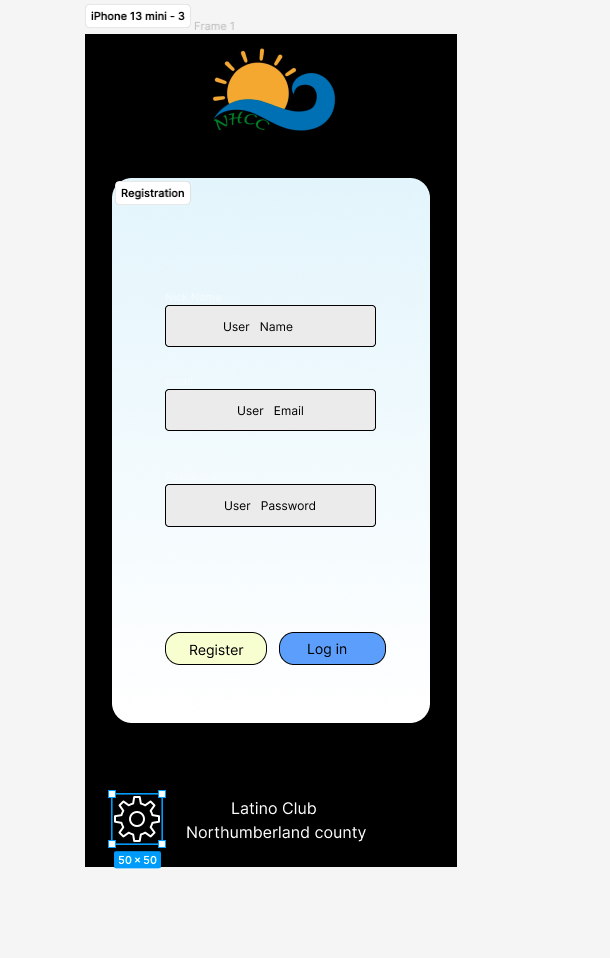 iPhone 13 mini - 3
Frame 1
NHCC
Registration
User Name
User Email
User Password
Register
Log in
Latino Club
Northumberland county
50 × 50